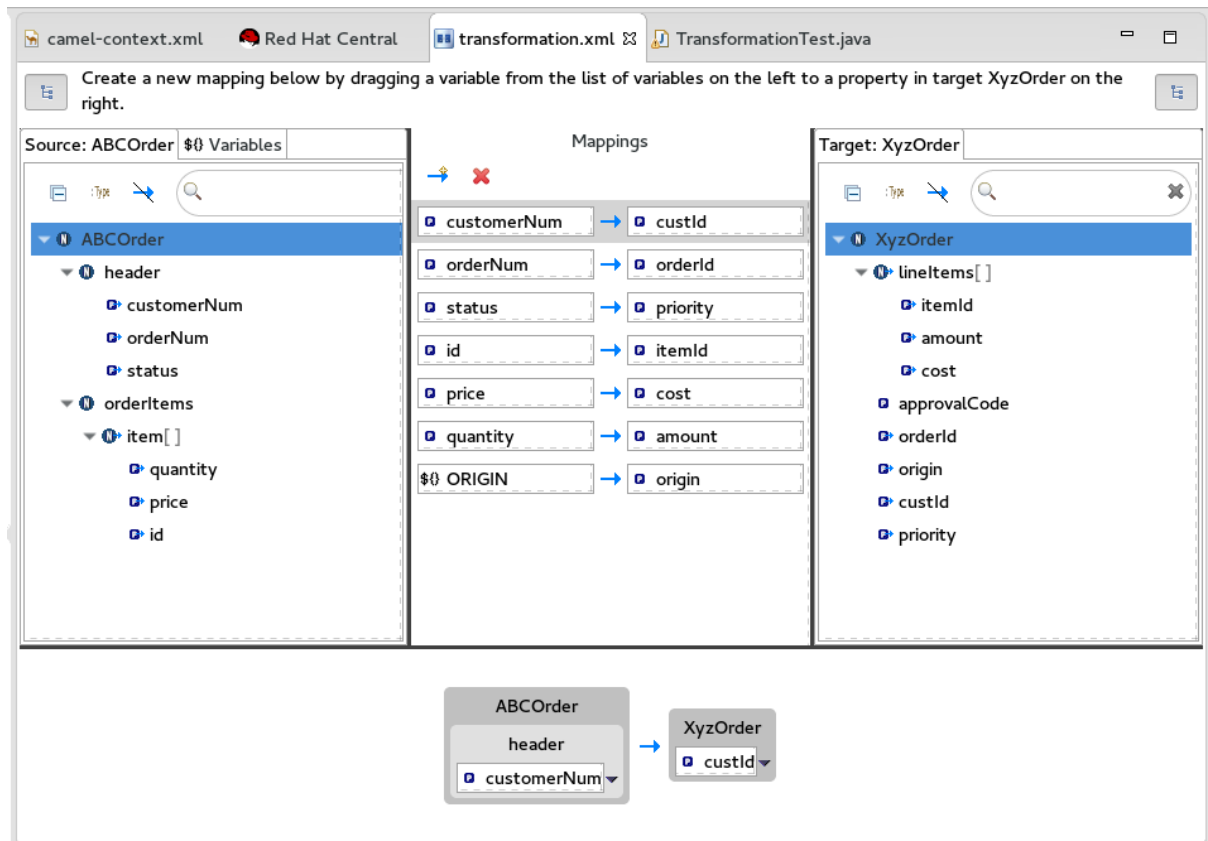 camel-context.xml Red Hat Central transformation.xml TransformationTest.java
Create a new mapping below by dragging a variable from the list of variables on the left to a property in target XyzOrder on the
right.
Source: ABCOrder ${} Variables
:Type
ABCOrder
header
customerNum
orderNum
status
orderItems
item[ ]
quantity
price
id
Mappings
customerNum custId
orderNum orderId
status priority
id itemId
price cost
quantity amount
${} ORIGIN origin
Target: XyzOrder
:Type
XyzOrder
lineItems[ ]
itemId
amount
cost
approvalCode
orderId
origin
custId
priority
ABCOrder
header
customerNum
XyzOrder
custId